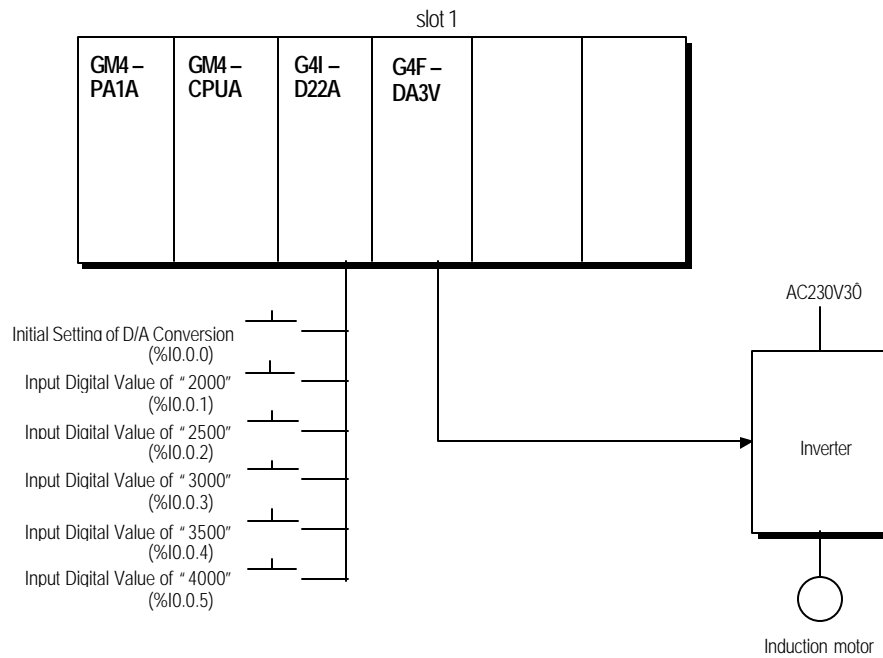 slot 1
GM4 –
PA1A
GM4 –
CPUA
G4I –
D22A
G4F –
DA3V
AC230V3Ō
Initial Setting of D/A Conversion
(%I0.0.0)
Input Digital Value of “2000”
(%I0.0.1)
Input Digital Value of “2500”
(%I0.0.2)
Input Digital Value of “3000”
(%I0.0.3)
Input Digital Value of “3500”
(%I0.0.4)
Input Digital Value of “4000”
(%I0.0.5)
Inverter
Induction motor